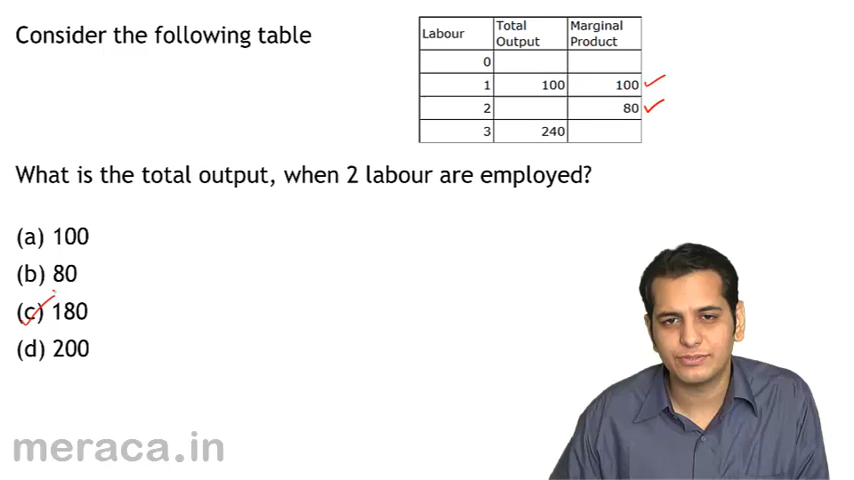 Consider the following table
Labour Total Output Marginal Product
0
1 100 100
2 80
3 240
What is the total output, when 2 labour are employed?
(a) 100
(b) 80
(c) 180
(d) 200
meraca.in